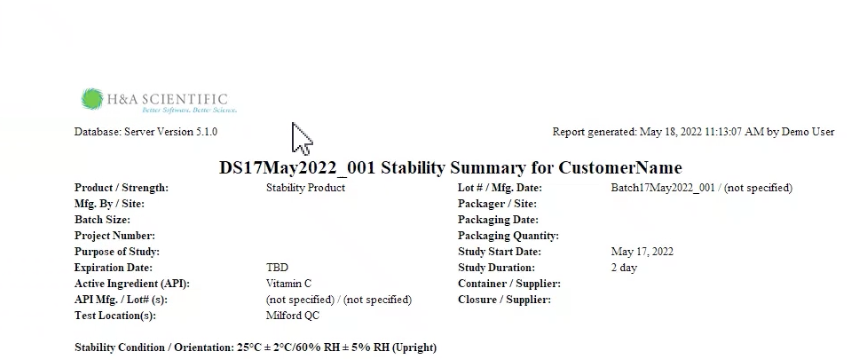 H&A SCIENTIFIC
Better Software. Better Science.
Database: Server Version 5.1.0
Report generated: May 18, 2022 11:13:07 AM by Demo User
DS17May2022_001 Stability Summary for CustomerName
Product / Strength: Stability Product Lot # / Mfg. Date: Batch17May2022_001 / (not specified)
Mfg. By / Site: Packager / Site:
Batch Size: Packaging Date:
Project Number: Packaging Quantity:
Purpose of Study: Study Start Date: May 17, 2022
Expiration Date: TBD Study Duration: 2 day
Active Ingredient (API): Vitamin C Container / Supplier:
API Mfg. / Lot# (s): (not specified) / (not specified) Closure / Supplier:
Test Location(s): Milford QC
Stability Condition / Orientation: 25°C ± 2°C/60% RH ± 5% RH (Upright)